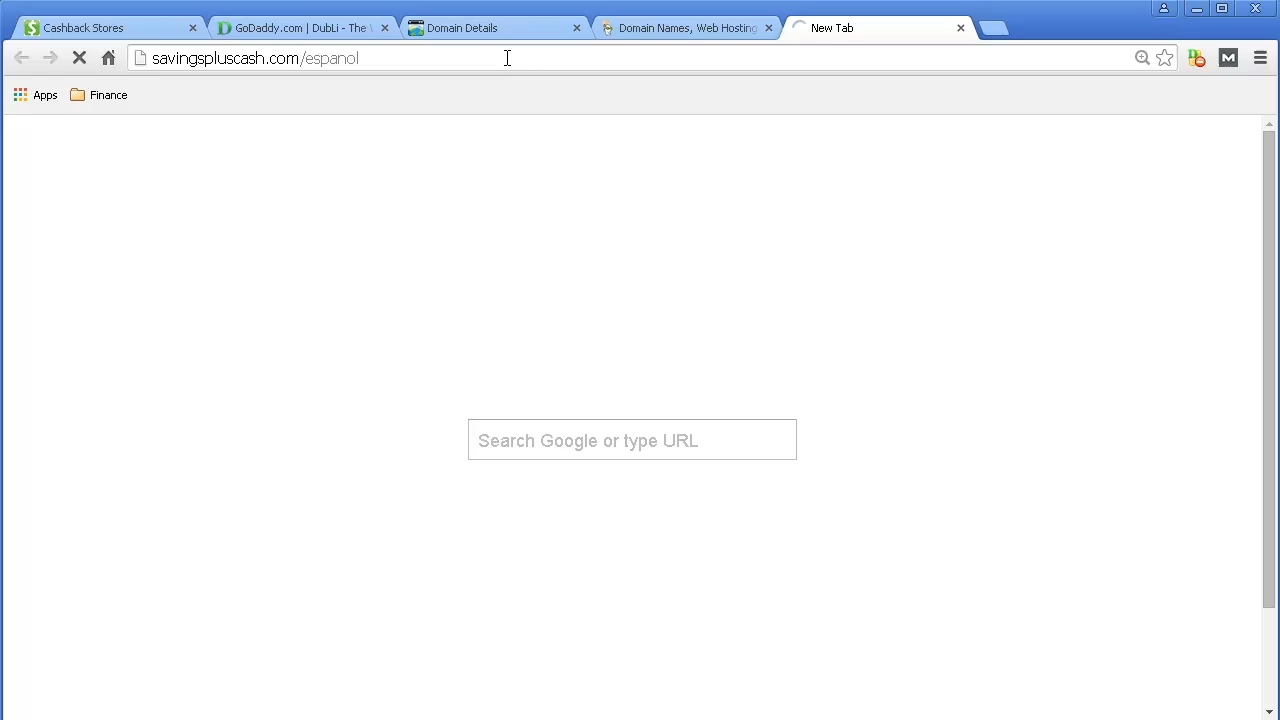 Cashback Stores
GoDaddy.com | DubLi - The
Domain Details
Domain Names, Web Hosting
New Tab
savingspluscash.com/espanol
Apps
Finance
Search Google or type URL